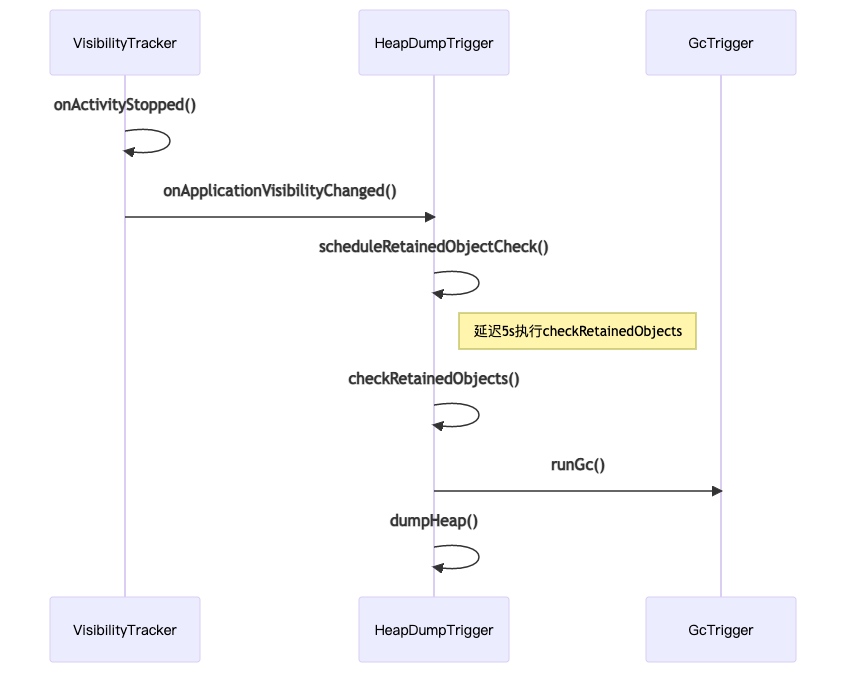 VisibilityTracker
HeapDumpTrigger
GcTrigger
onActivityStopped()
onApplicationVisibilityChanged()
scheduleRetainedObjectCheck()
延迟5s执行checkRetainedObjects
checkRetainedObjects()
runGc()
dumpHeap()
VisibilityTracker
HeapDumpTrigger
GcTrigger